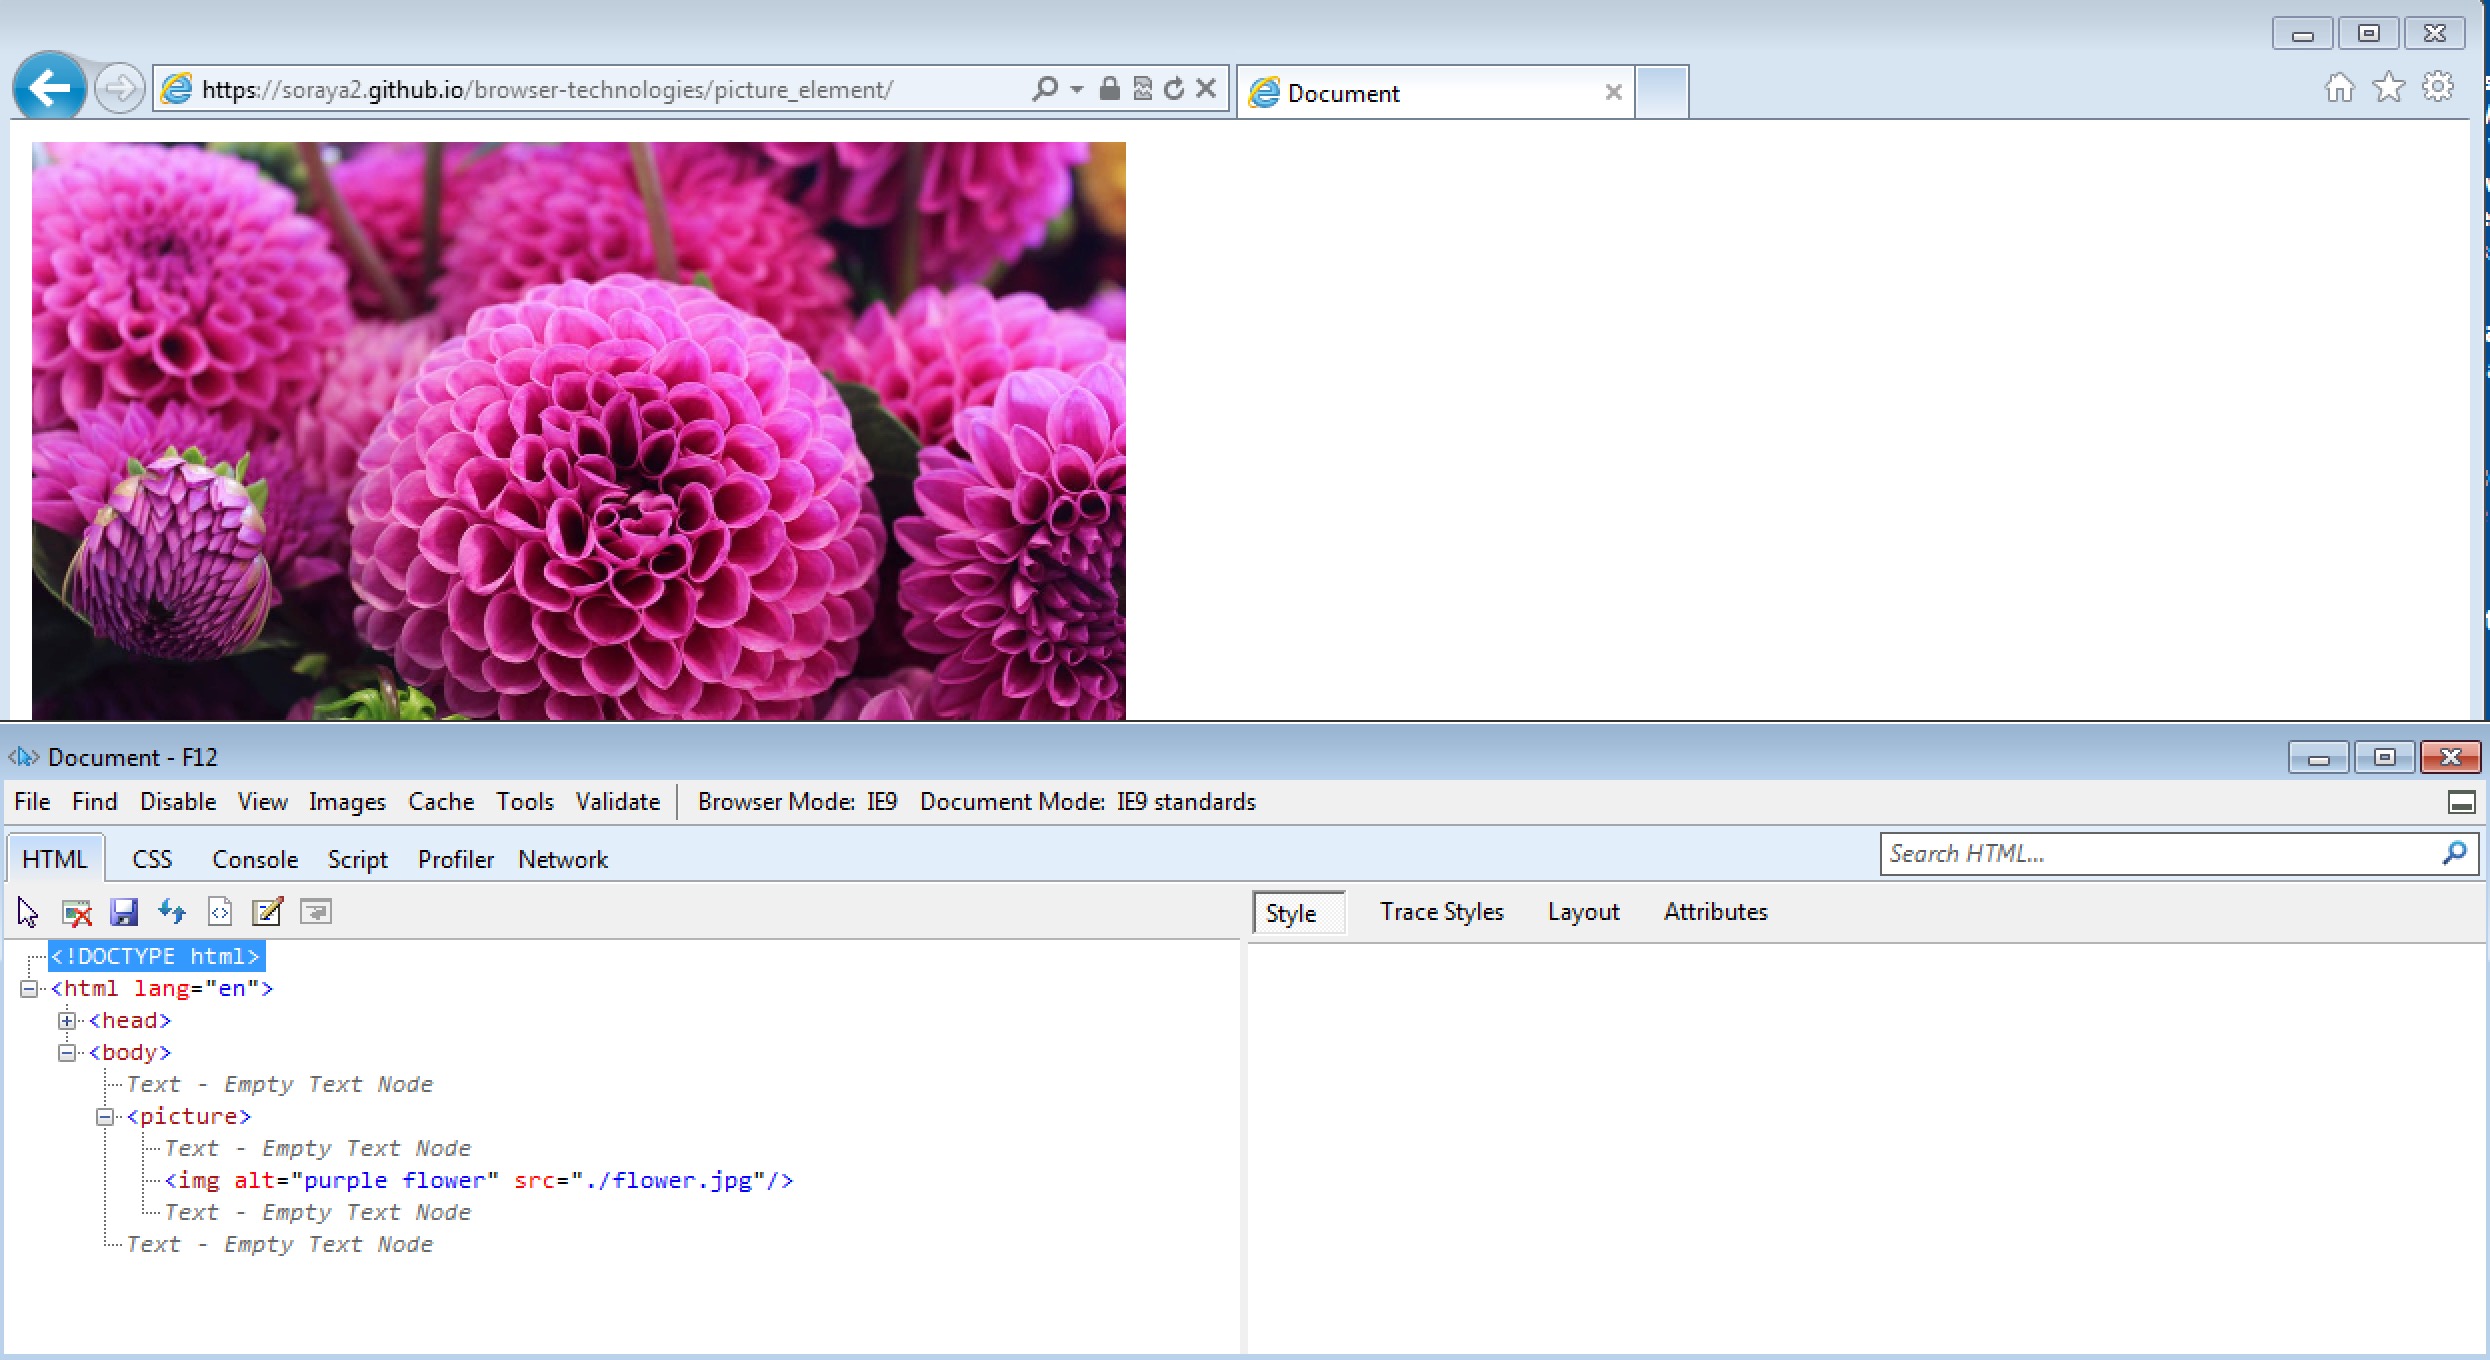 https://soraya2.github.io/browser-technologies/picture_element/
Document
Document - F12
File Find Disable View Images Cache Tools Validate Browser Mode: IE9 Document Mode: IE9 standards
HTML CSS Console Script Profiler Network
Search HTML...
Style Trace Styles Layout Attributes
<!DOCTYPE html>
<html lang="en">
<head>
<body>
Text - Empty Text Node
<picture>
Text - Empty Text Node
<img alt="purple flower" src="./flower.jpg"/>
Text - Empty Text Node
Text - Empty Text Node